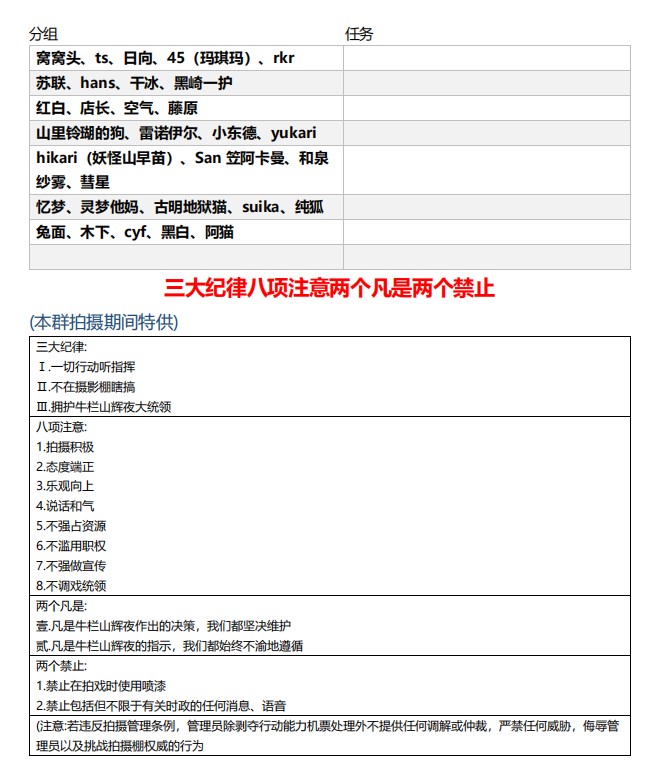 分组 任务
窝窝头、ts、日向、45（玛琪玛）、rkr
苏联、hans、干冰、黑崎一护
红白、店长、空气、藤原
山里铃瑚的狗、雷诺伊尔、小东德、yukari
hikari（妖怪山早苗）、San 笠阿卡曼、和泉
纱雾、彗星
忆梦、灵梦他妈、古明地狱猫、suika、纯狐
兔面、木下、cyf、黑白、阿猫
三大纪律八项注意两个凡是两个禁止
(本群拍摄期间特供)
三大纪律:
Ⅰ.一切行动听指挥
Ⅱ.不在摄影棚瞎搞
Ⅲ.拥护牛栏山辉夜大统领
八项注意:
1.拍摄积极
2.态度端正
3.乐观向上
4.说话和气
5.不强占资源
6.不滥用职权
7.不强做宣传
8.不调戏统领
两个凡是:
壹.凡是牛栏山辉夜作出的决策，我们都坚决维护
贰.凡是牛栏山辉夜的指示，我们都始终不渝地遵循
两个禁止:
1.禁止在拍戏时使用喷漆
2.禁止包括但不限于有关时政的任何消息、语音
(注意:若违反拍摄管理条例，管理员除剥夺行动能力机票处理外不提供任何调解或仲裁，严禁任何威胁，侮辱管
理员以及挑战拍摄棚权威的行为